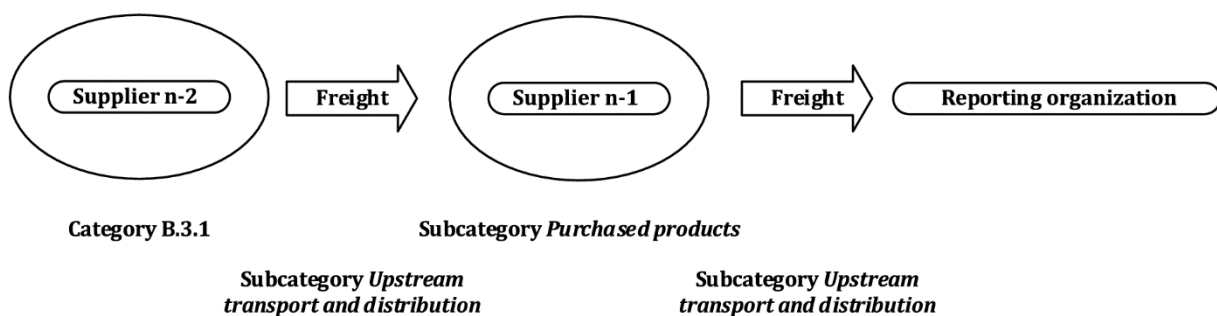 Supplier n-2
Freight
Supplier n-1
Freight
Reporting organization
Category B.3.1
Subcategory Purchased products
Subcategory Upstream
transport and distribution
Subcategory Upstream
transport and distribution